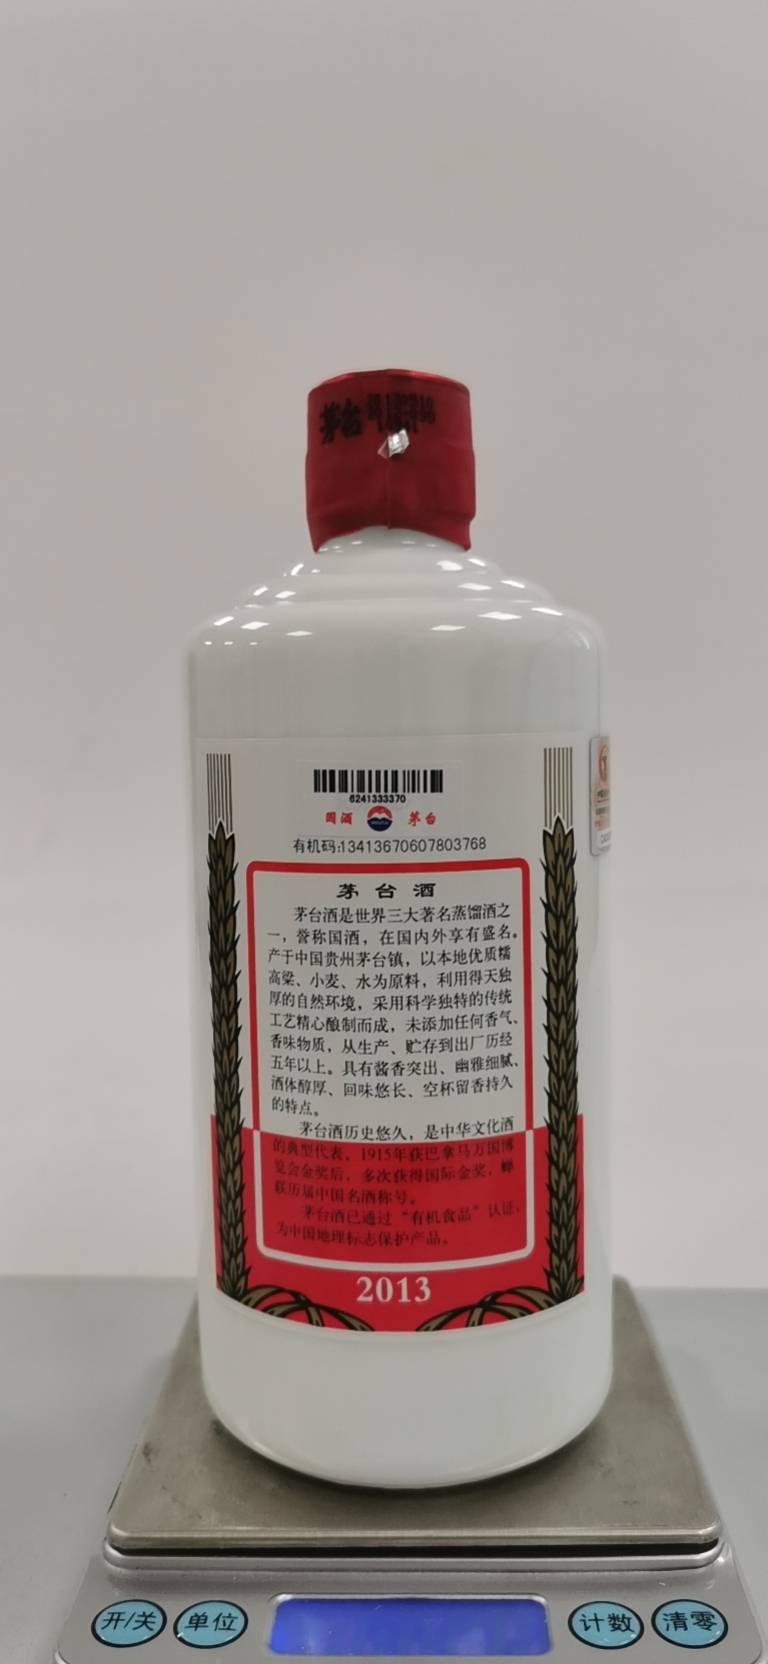 茅台
6241333370
国酒 茅台
有机码:13413670607803768
茅台酒
茅台酒是世界三大著名蒸馏酒之
一，誉称国酒，在国内外享有盛名。
产于中国贵州茅台镇，以本地优质糯
高粱、小麦、水为原料，利用得天独
厚的自然环境，采用科学独特的传统
工艺精心酿制而成，未添加任何香气、
香味物质，从生产、贮存到出厂历经
五年以上。具有酱香突出、幽雅细腻、
酒体醇厚、回味悠长、空杯留香持久
的特点。
茅台酒历史悠久，是中华文化酒
的典型代表。1915年获巴拿马万国博
览会金奖后，多次获得国际金奖，蝉
联历届中国名酒称号。
茅台酒已通过“有机食品”认证，
为中国地理标志保护产品。
2013
开/关 单位 计数 清零